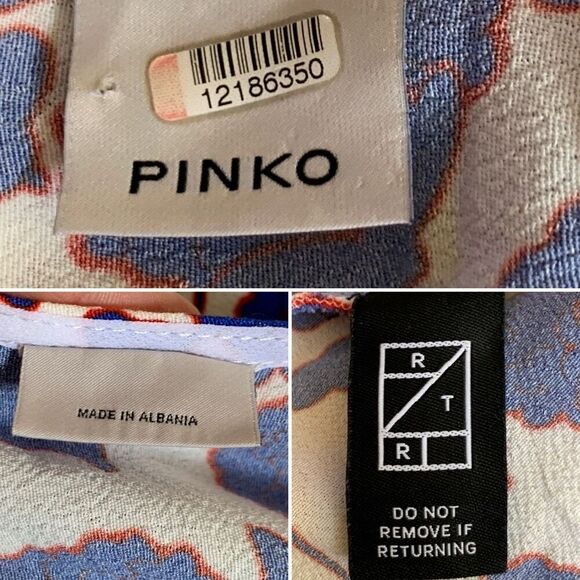 12186350
PINKO
MADE IN ALBANIA
R
T
R
DO NOT
REMOVE IF
RETURNING